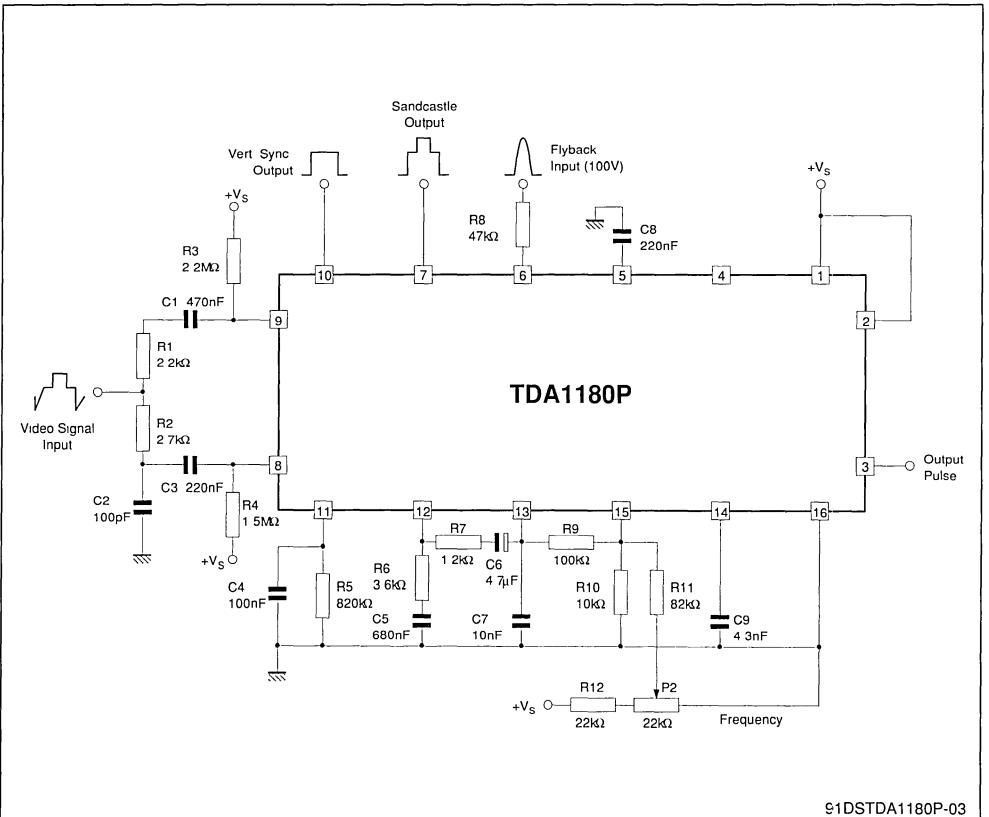 Sandcastle
Output
Vert Sync
Output
Flyback
Input (100V)
+VS
+VS
R8
47kΩ
C8
220nF
R3
2 2MΩ
10
7
6
5
4
1
C1 470nF
9
2
R1
2 2kΩ
TDA1180P
Video Signal
Input
R2
2 7kΩ
8
3
Output
Pulse
C3 220nF
C2
100pF
R4
1 5MΩ
+VS
11
12
13
15
14
16
R7
1 2kΩ
C6
4 7µF
R9
100kΩ
R6
3 6kΩ
R10
10kΩ
R11
82kΩ
C4
100nF
R5
820kΩ
C5
680nF
C7
10nF
C9
4 3nF
+VS
R12
22kΩ
P2
22kΩ
Frequency
91DSTDA1180P-03